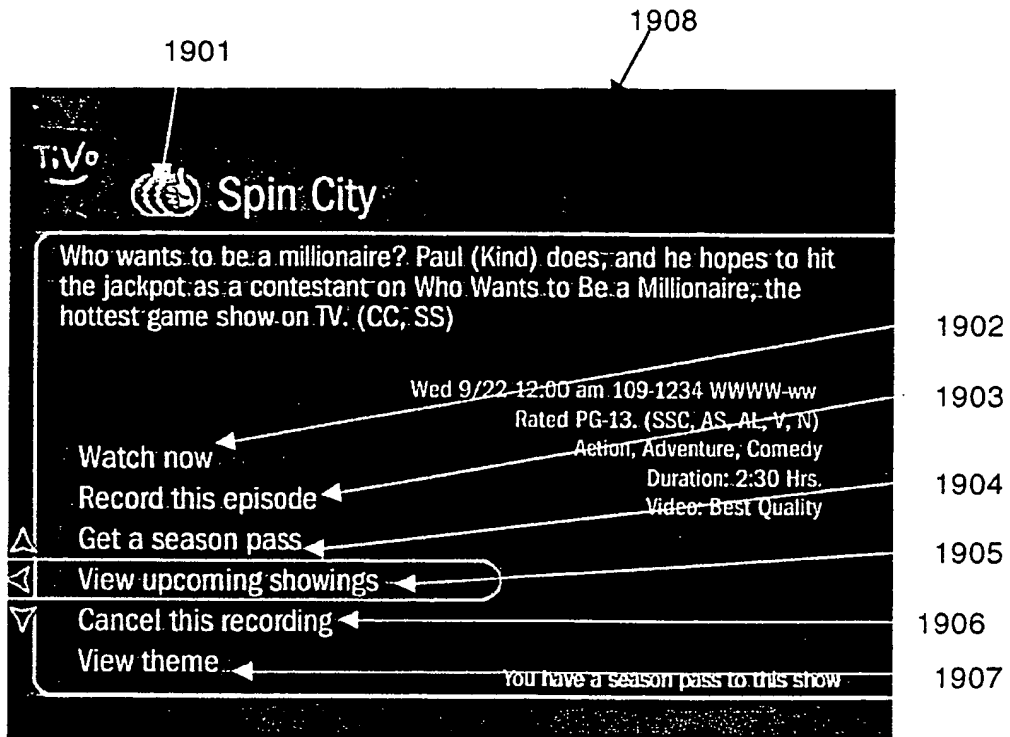 1908
1901
TiVo
Spin City
Who wants to be a millionaire? Paul (Kind) does, and he hopes to hit
the jackpot as a contestant on Who Wants to Be a Millionaire, the
hottest game show on TV. (CC, SS)
1902
Wed 9/22 12:00 am 109-1234 WWWW-ww
1903
Rated PG-13. (SSC, AS, AL, V, N)
Watch now
Action, Adventure, Comedy
Record this episode
Duration: 2:30 Hrs.
1904
Video: Best Quality
Get a season pass
1905
View upcoming showings
Cancel this recording
1906
View theme
You have a season pass to this show
1907